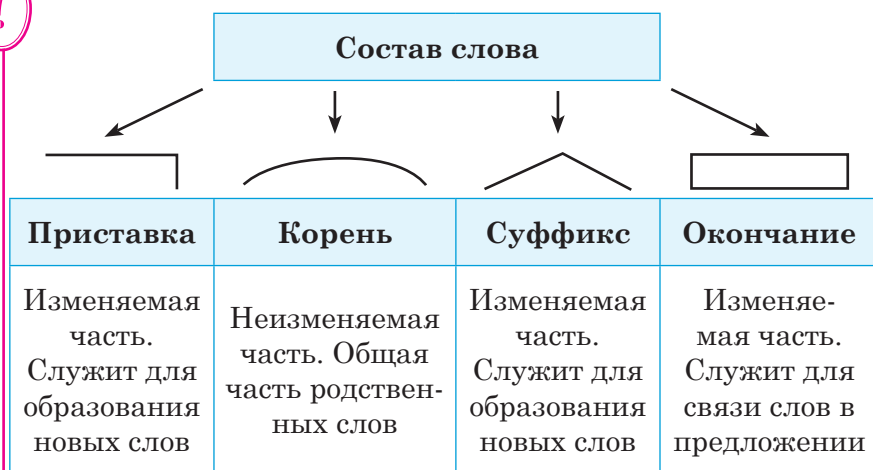 Состав слова
Приставка
Корень
Суффикс
Окончание
Изменяемая
часть.
Служит для
образования
новых слов
Неизменяемая
часть. Общая
часть родствен-
ных слов
Изменяемая
часть.
Служит для
образования
новых слов
Изменяе-
мая часть.
Служит для
связи слов в
предложении